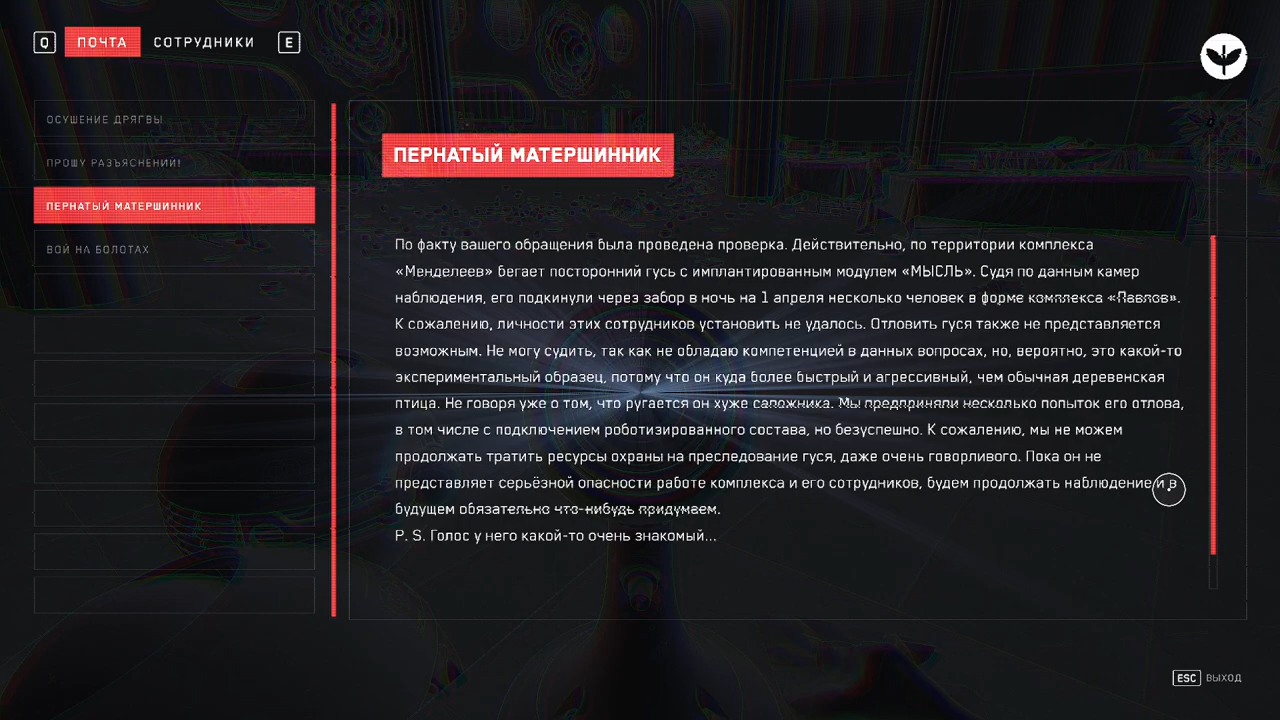 Q ПОЧТА СОТРУДНИКИ E
ОСУШЕНИЕ ДРЯГВЫ
ПРОШУ РАЗЪЯСНЕНИЙ!
ПЕРНАТЫЙ МАТЕРШИННИК
ВОЙ НА БОЛОТАХ
ПЕРНАТЫЙ МАТЕРШИННИК
По факту вашего обращения была проведена проверка. Действительно, по территории комплекса
«Менделеев» бегает посторонний гусь с имплантированным модулем «МЫСЛЬ». Судя по данным камер
наблюдения, его подкинули через забор в ночь на 1 апреля несколько человек в форме комплекса «Павлов».
К сожалению, личности этих сотрудников установить не удалось. Отловить гуся также не представляется
возможным. Не могу судить, так как не обладаю компетенцией в данных вопросах, но, вероятно, это какой-то
экспериментальный образец, потому что он куда более быстрый и агрессивный, чем обычная деревенская
птица. Не говоря уже о том, что ругается он хуже сапожника. Мы предприняли несколько попыток его отлова,
в том числе с подключением роботизированного состава, но безуспешно. К сожалению, мы не можем
продолжать тратить ресурсы охраны на преследование гуся, даже очень говорливого. Пока он не
представляет серьёзной опасности работе комплекса и его сотрудников, будем продолжать наблюдение и в
будущем обязательно что-нибудь придумаем.
P. S. Голос у него какой-то очень знакомый...
ESC ВЫХОД